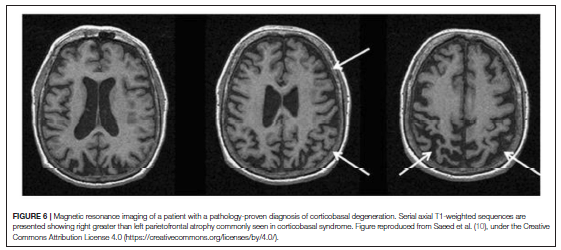 FIGURE 6 | Magnetic resonance imaging of a patient with a pathology-proven diagnosis of corticobasal degeneration. Serial axial T1-weighted sequences are
presented showing right greater than left parietofrontal atrophy commonly seen in corticobasal syndrome. Figure reproduced from Saeed et al. (10), under the Creative
Commons Attribution License 4.0 (https://creativecommons.org/licenses/by/4.0/).